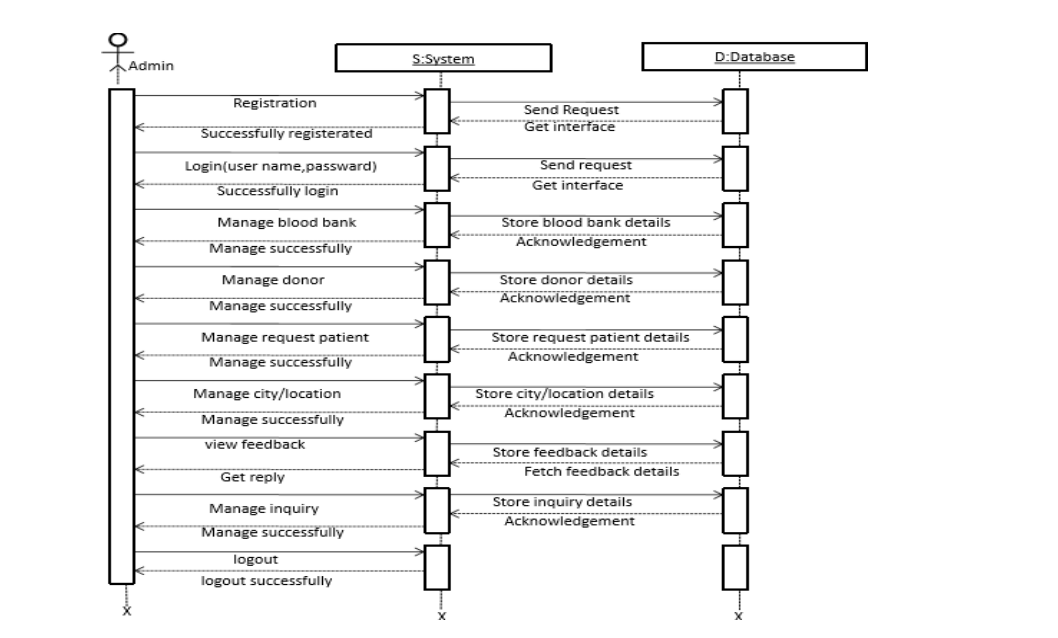 Admin
S:System
D:Database
Registration
Send Request
Get interface
Successfully registerated
Login(user name,passward)
Send request
Get interface
Successfully login
Manage blood bank
Store blood bank details
Acknowledgement
Manage successfully
Manage donor
Store donor details
Acknowledgement
Manage successfully
Manage request patient
Store request patient details
Acknowledgement
Manage successfully
Manage city/location
Store city/location details
Acknowledgement
Manage successfully
view feedback
Store feedback details
Fetch feedback details
Get reply
Manage inquiry
Store inquiry details
Acknowledgement
Manage successfully
logout
logout successfully
X
X
X